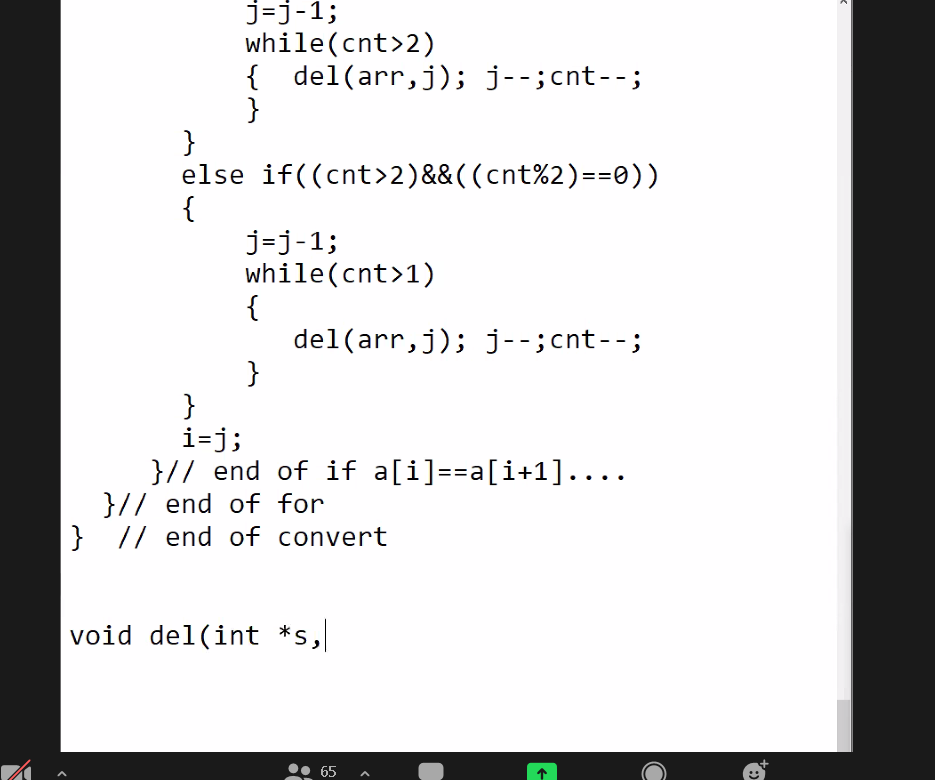 j=j-1;
while(cnt>2)
{  del(arr,j); j--;cnt--;
}
}
else if((cnt>2)&&((cnt%2)==0))
{
j=j-1;
while(cnt>1)
{
del(arr,j); j--;cnt--;
}
}
i=j;
}// end of if a[i]==a[i+1]....
}// end of for
}  // end of convert
void del(int *s,
65